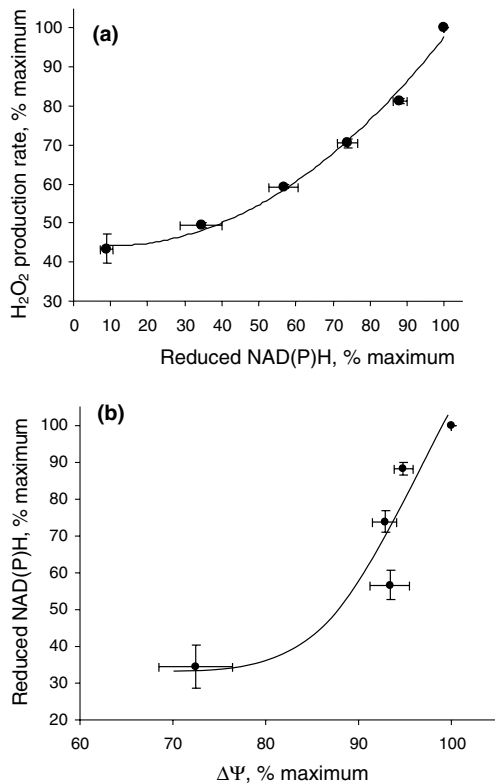 (a)
H₂O₂ production rate, % maximum
100
90
80
70
60
50
40
30
0 10 20 30 40 50 60 70 80 90 100
Reduced NAD(P)H, % maximum
(b)
Reduced NAD(P)H, % maximum
100
90
80
70
60
50
40
30
20
60 70 80 90 100
ΔΨ, % maximum